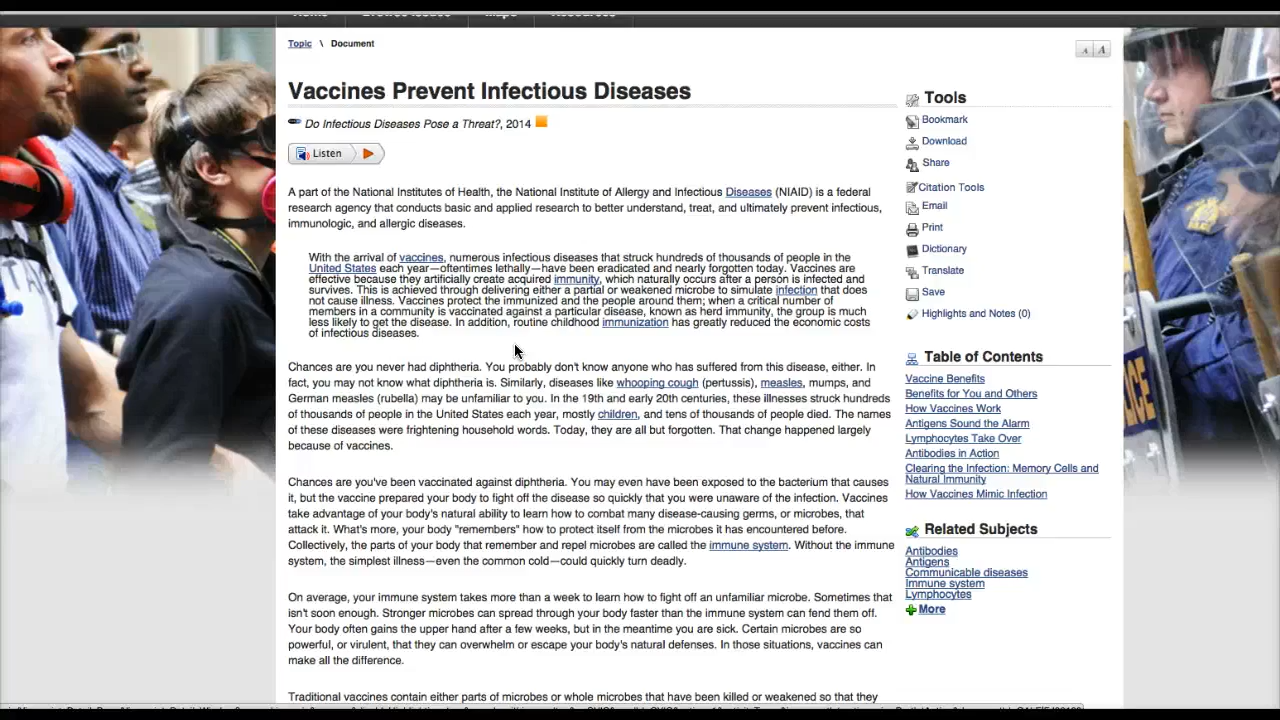 Home Browse Issues Maps Resources
Topic \ Document
A A
Vaccines Prevent Infectious Diseases
Do Infectious Diseases Pose a Threat?, 2014
Listen
A part of the National Institutes of Health, the National Institute of Allergy and Infectious Diseases (NIAID) is a federal
research agency that conducts basic and applied research to better understand, treat, and ultimately prevent infectious,
immunologic, and allergic diseases.
With the arrival of vaccines, numerous infectious diseases that struck hundreds of thousands of people in the
United States each year—oftentimes lethally—have been eradicated and nearly forgotten today. Vaccines are
effective because they artificially create acquired immunity, which naturally occurs after a person is infected and
survives. This is achieved through delivering either a partial or weakened microbe to simulate infection that does
not cause illness. Vaccines protect the immunized and the people around them; when a critical number of
members in a community is vaccinated against a particular disease, known as herd immunity, the group is much
less likely to get the disease. In addition, routine childhood immunization has greatly reduced the economic costs
of infectious diseases.
Chances are you never had diphtheria. You probably don't know anyone who has suffered from this disease, either. In
fact, you may not know what diphtheria is. Similarly, diseases like whooping cough (pertussis), measles, mumps, and
German measles (rubella) may be unfamiliar to you. In the 19th and early 20th centuries, these illnesses struck hundreds
of thousands of people in the United States each year, mostly children, and tens of thousands of people died. The names
of these diseases were frightening household words. Today, they are all but forgotten. That change happened largely
because of vaccines.
Chances are you've been vaccinated against diphtheria. You may even have been exposed to the bacterium that causes
it, but the vaccine prepared your body to fight off the disease so quickly that you were unaware of the infection. Vaccines
take advantage of your body's natural ability to learn how to combat many disease-causing germs, or microbes, that
attack it. What's more, your body "remembers" how to protect itself from the microbes it has encountered before.
Collectively, the parts of your body that remember and repel microbes are called the immune system. Without the immune
system, the simplest illness—even the common cold—could quickly turn deadly.
On average, your immune system takes more than a week to learn how to fight off an unfamiliar microbe. Sometimes that
isn't soon enough. Stronger microbes can spread through your body faster than the immune system can fend them off.
Your body often gains the upper hand after a few weeks, but in the meantime you are sick. Certain microbes are so
powerful, or virulent, that they can overwhelm or escape your body's natural defenses. In those situations, vaccines can
make all the difference.
Traditional vaccines contain either parts of microbes or whole microbes that have been killed or weakened so that they
Tools
Bookmark
Download
Share
Citation Tools
Email
Print
Dictionary
Translate
Save
Highlights and Notes (0)
Table of Contents
Vaccine Benefits
Benefits for You and Others
How Vaccines Work
Antigens Sound the Alarm
Lymphocytes Take Over
Antibodies in Action
Clearing the Infection: Memory Cells and
Natural Immunity
How Vaccines Mimic Infection
Related Subjects
Antibodies
Antigens
Communicable diseases
Immune system
Lymphocytes
More